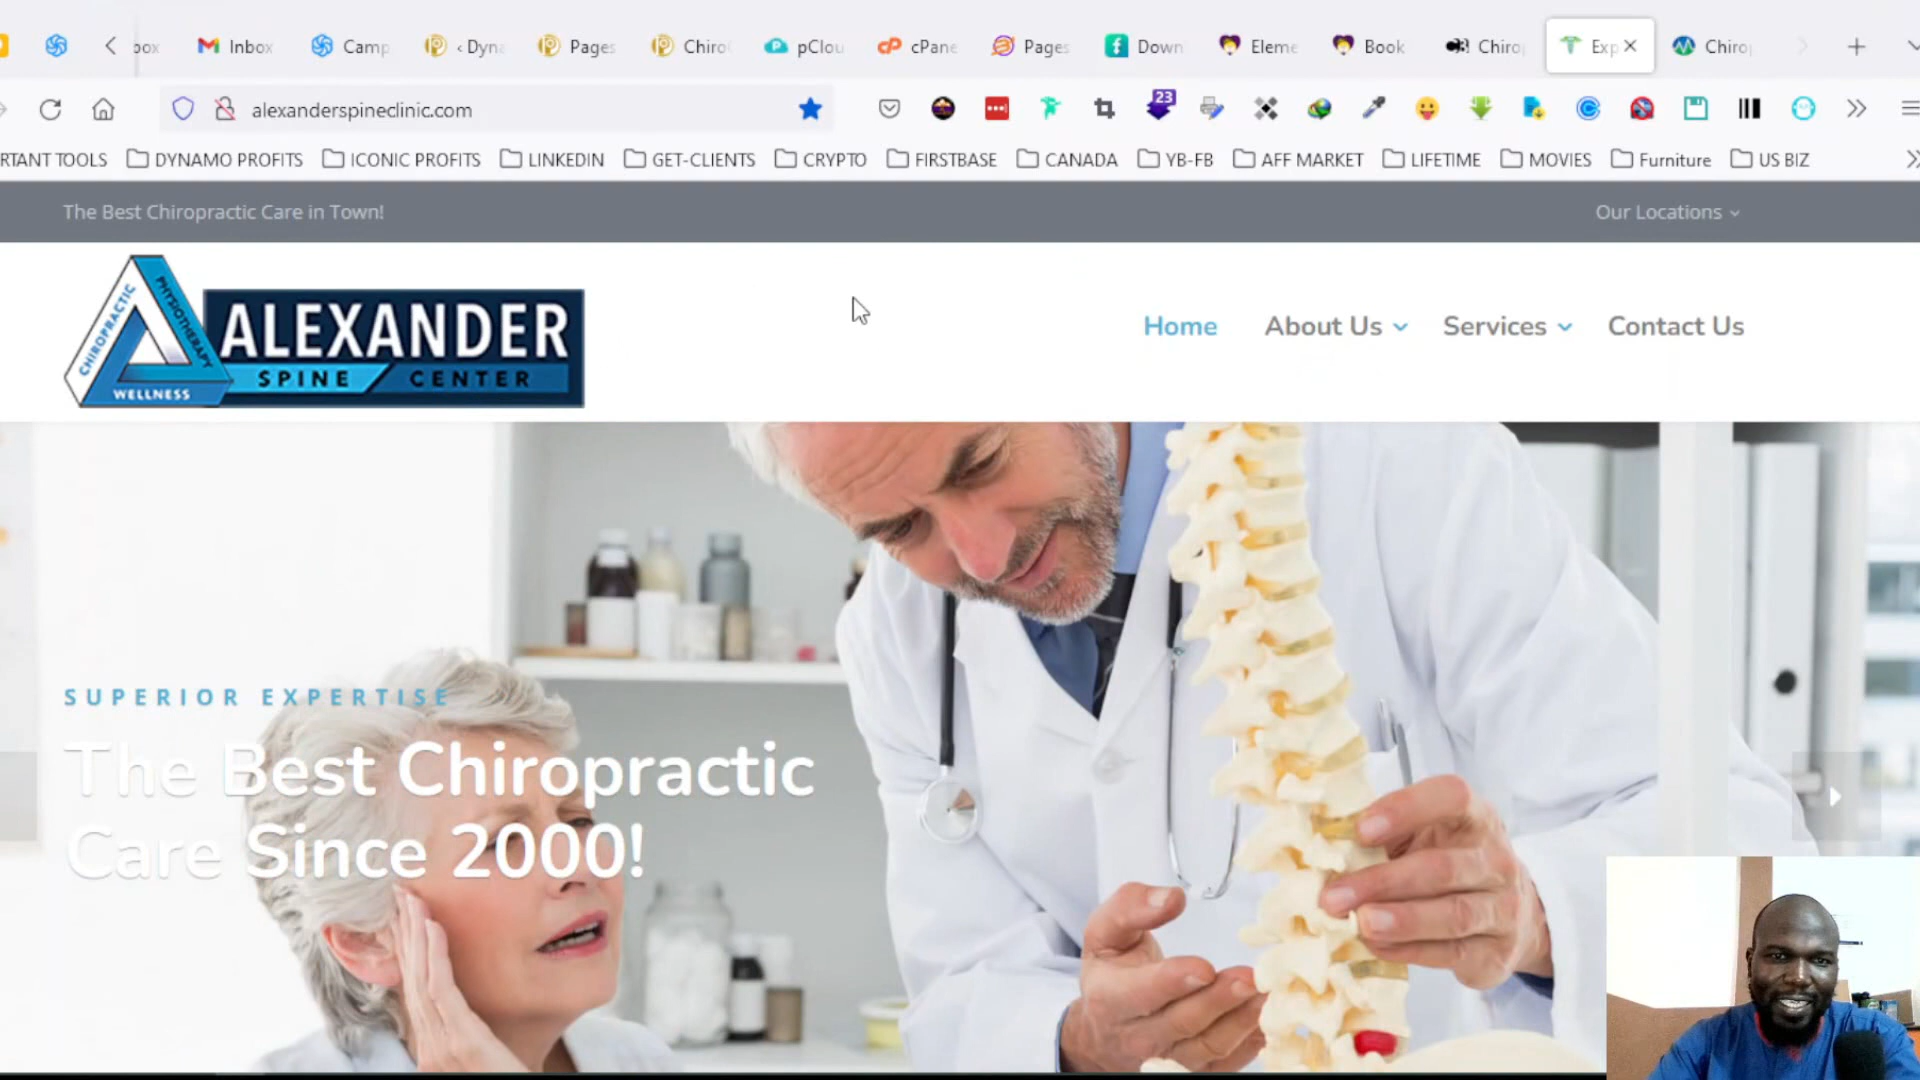 box
Inbox
Camp
‹ Dyna
Pages
Chiro
pClou
cPane
Pages
Down
Eleme
Book
Chiro
Exp
Chiro
alexanderspineclinic.com
23
RTANT TOOLS
DYNAMO PROFITS
ICONIC PROFITS
LINKEDIN
GET-CLIENTS
CRYPTO
FIRSTBASE
CANADA
YB-FB
AFF MARKET
LIFETIME
MOVIES
Furniture
US BIZ
The Best Chiropractic Care in Town!
Our Locations
CHIROPRACTIC
PHYSIOTHERAPY
WELLNESS
ALEXANDER
SPINE CENTER
Home
About Us
Services
Contact Us
SUPERIOR EXPERTISE
The Best Chiropractic
Care Since 2000!